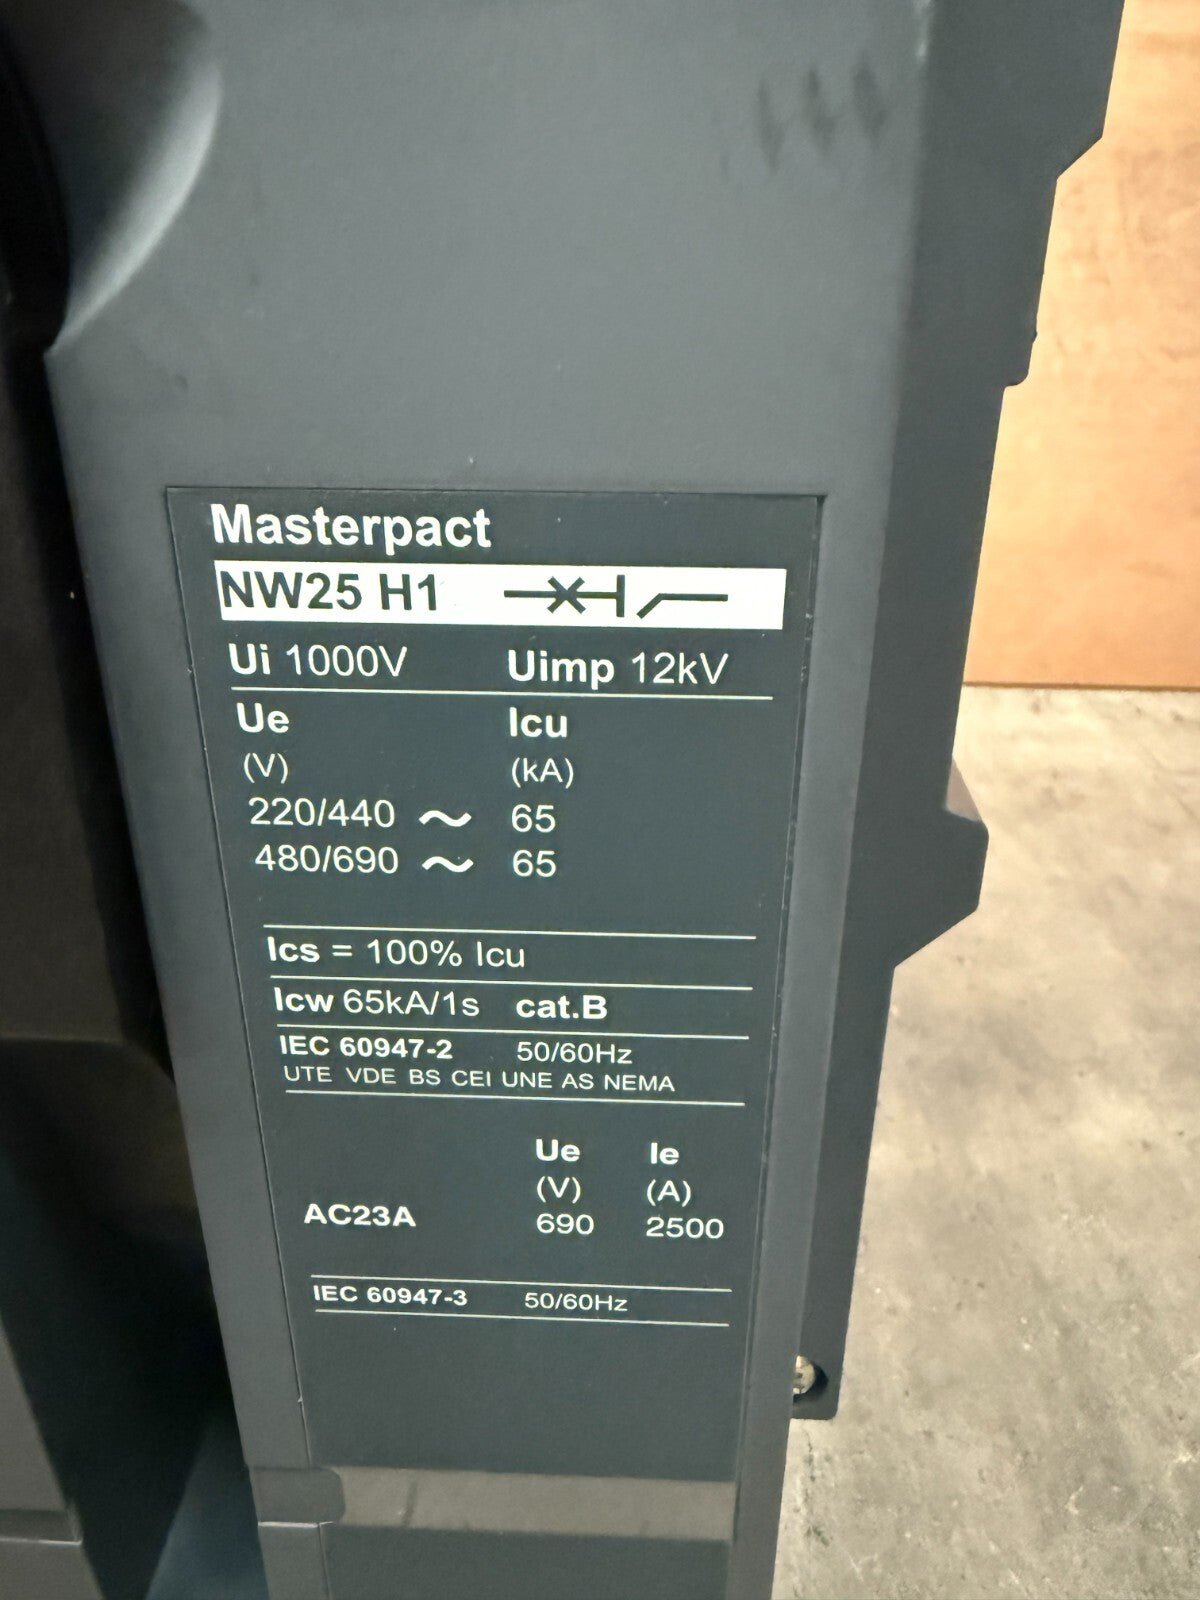 Masterpact
NW25 H1
Ui 1000V Uimp 12kV
Ue Icu
(V) (kA)
220/440 ~ 65
480/690 ~ 65
Ics = 100% Icu
Icw 65kA/1s cat.B
IEC 60947-2 50/60Hz
UTE VDE BS CEI UNE AS NEMA
Ue Ie
(V) (A)
AC23A 690 2500
IEC 60947-3 50/60Hz